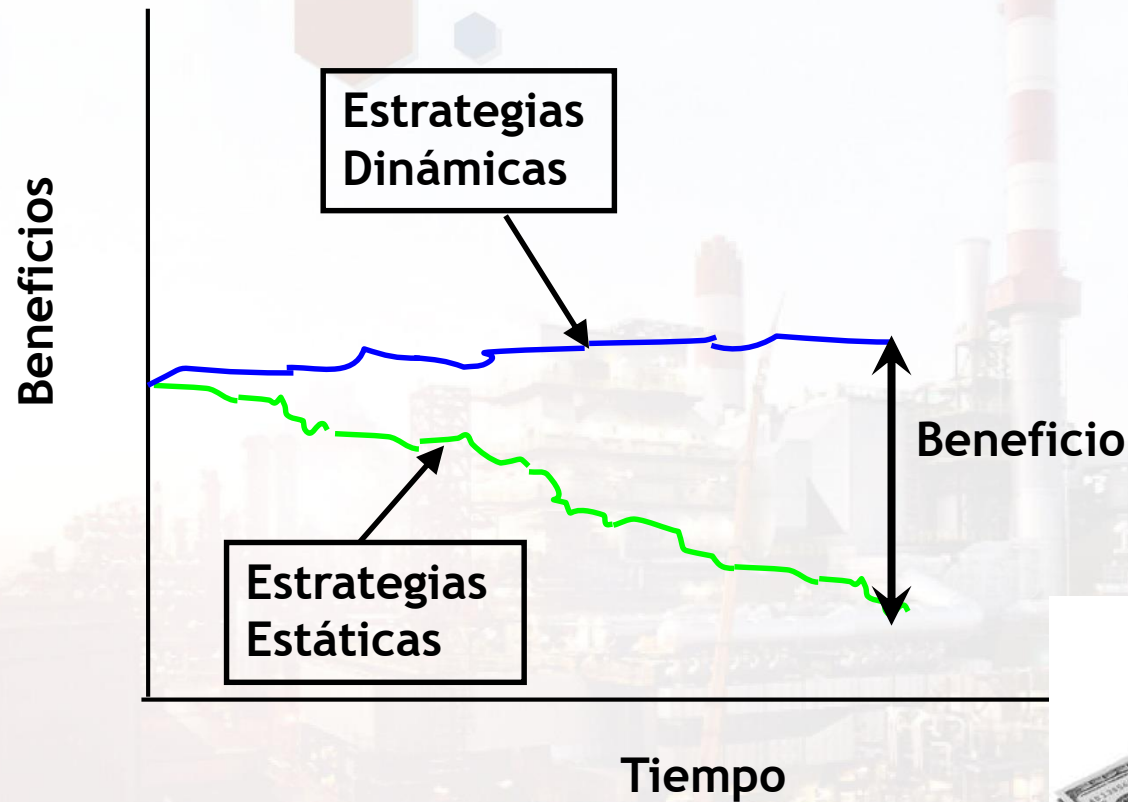 Estrategias
Dinámicas
Beneficios
Beneficio
Estrategias
Estáticas
Tiempo